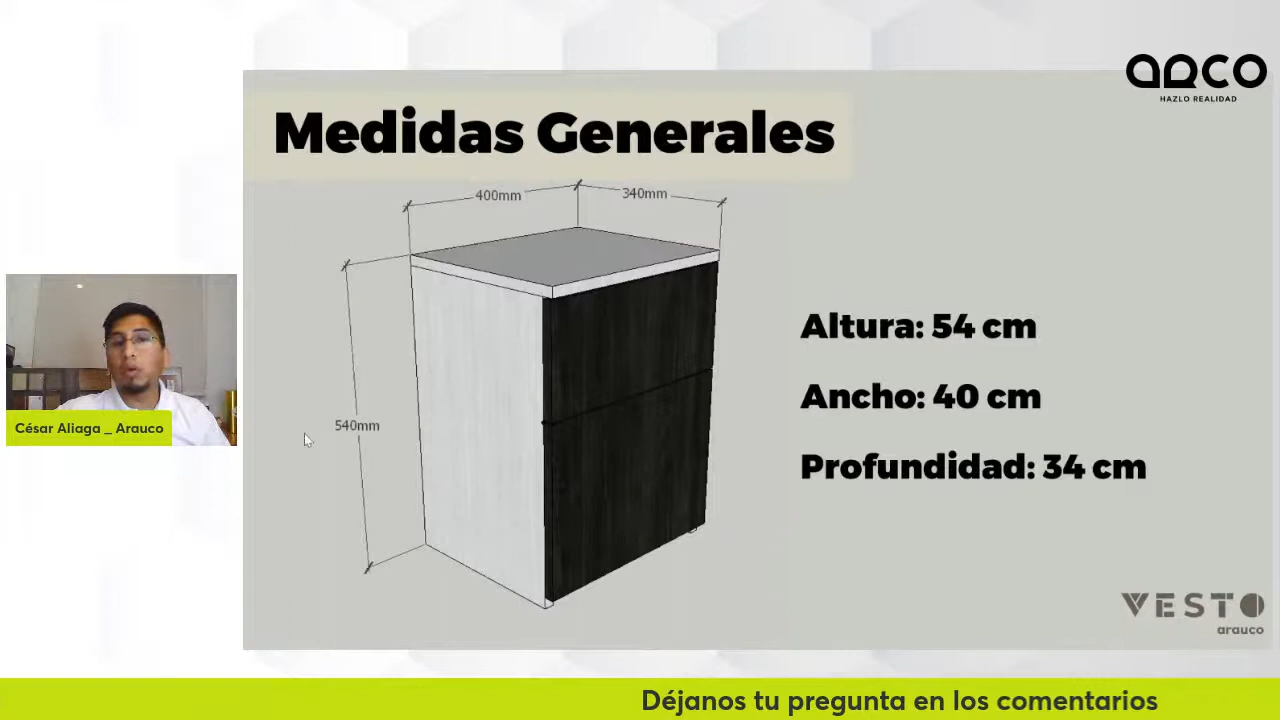 ARCO
HAZLO REALIDAD
Medidas Generales
400mm
340mm
540mm
Altura: 54 cm
Ancho: 40 cm
Profundidad: 34 cm
César Aliaga _ Arauco
VESTO
arauco
Déjanos tu pregunta en los comentarios